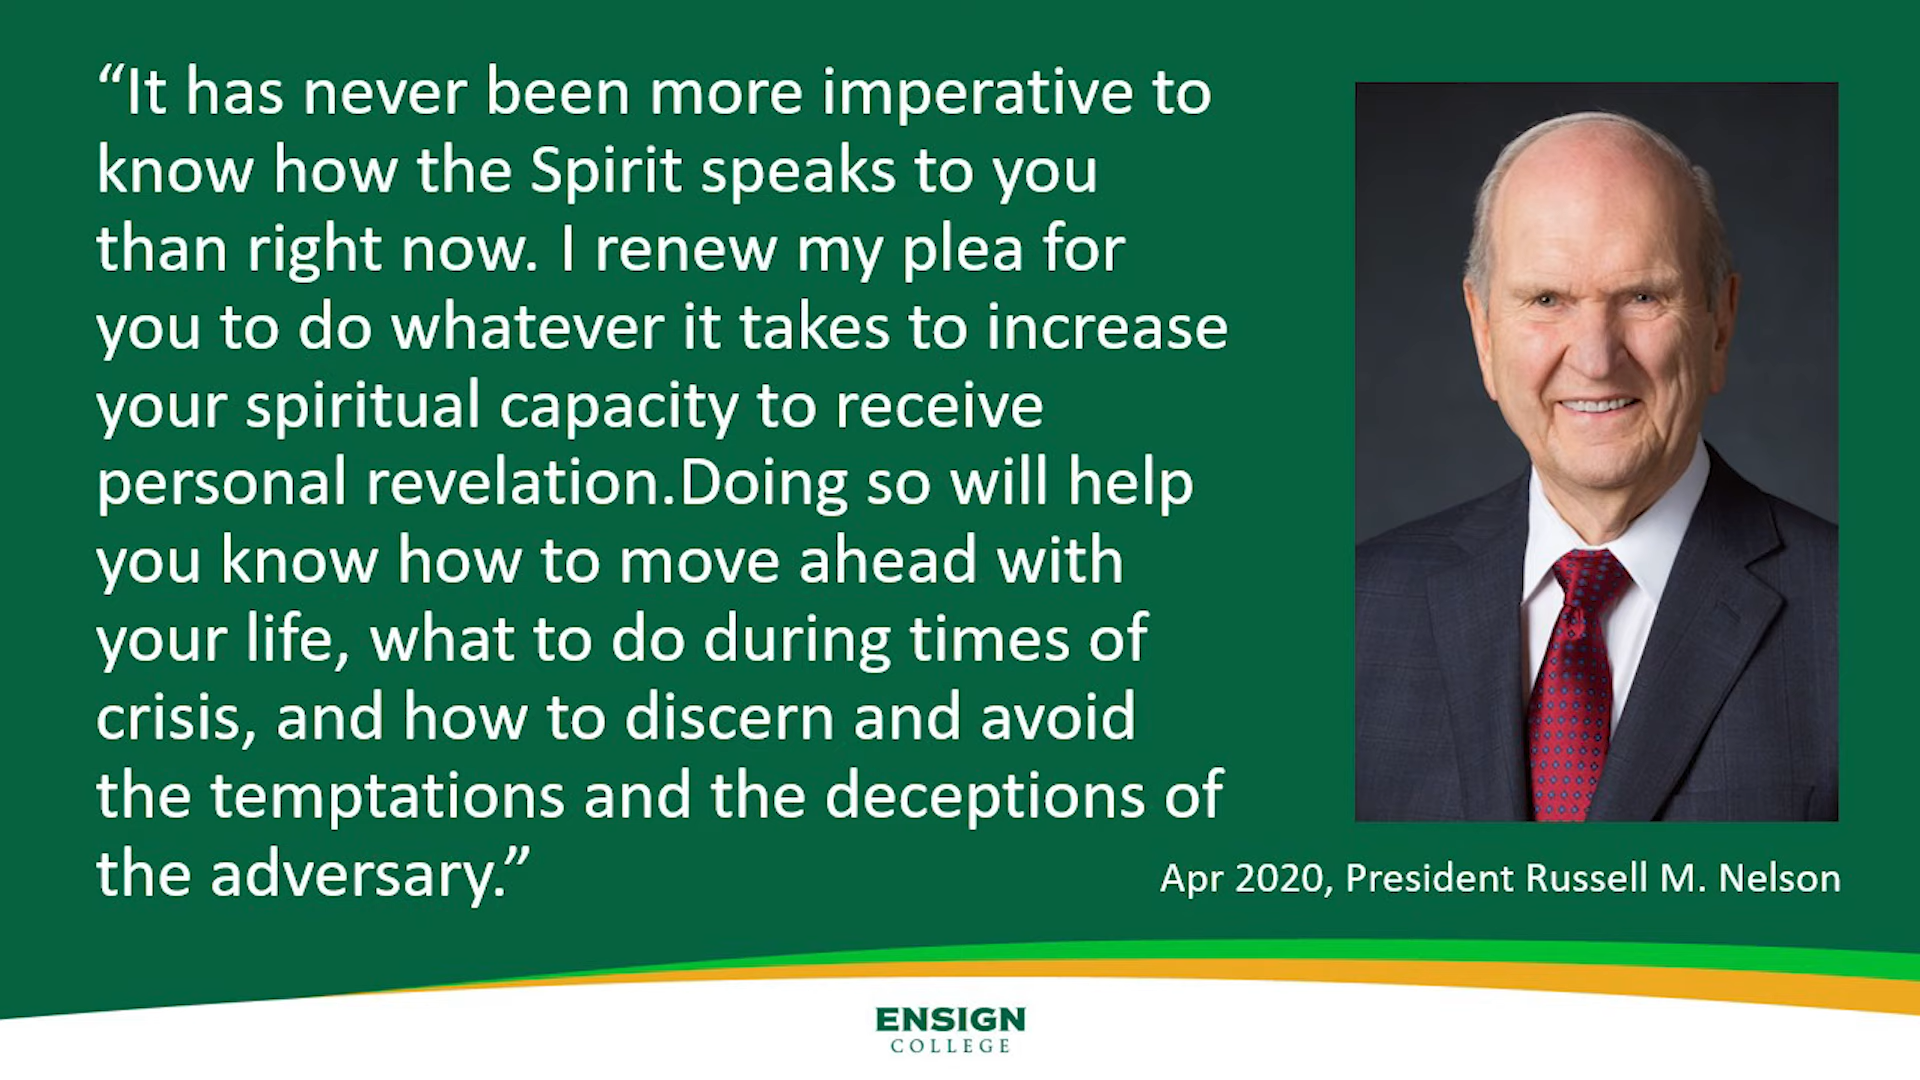 “It has never been more imperative to
know how the Spirit speaks to you
than right now. I renew my plea for
you to do whatever it takes to increase
your spiritual capacity to receive
personal revelation.Doing so will help
you know how to move ahead with
your life, what to do during times of
crisis, and how to discern and avoid
the temptations and the deceptions of
the adversary.”
Apr 2020, President Russell M. Nelson
ENSIGN
COLLEGE